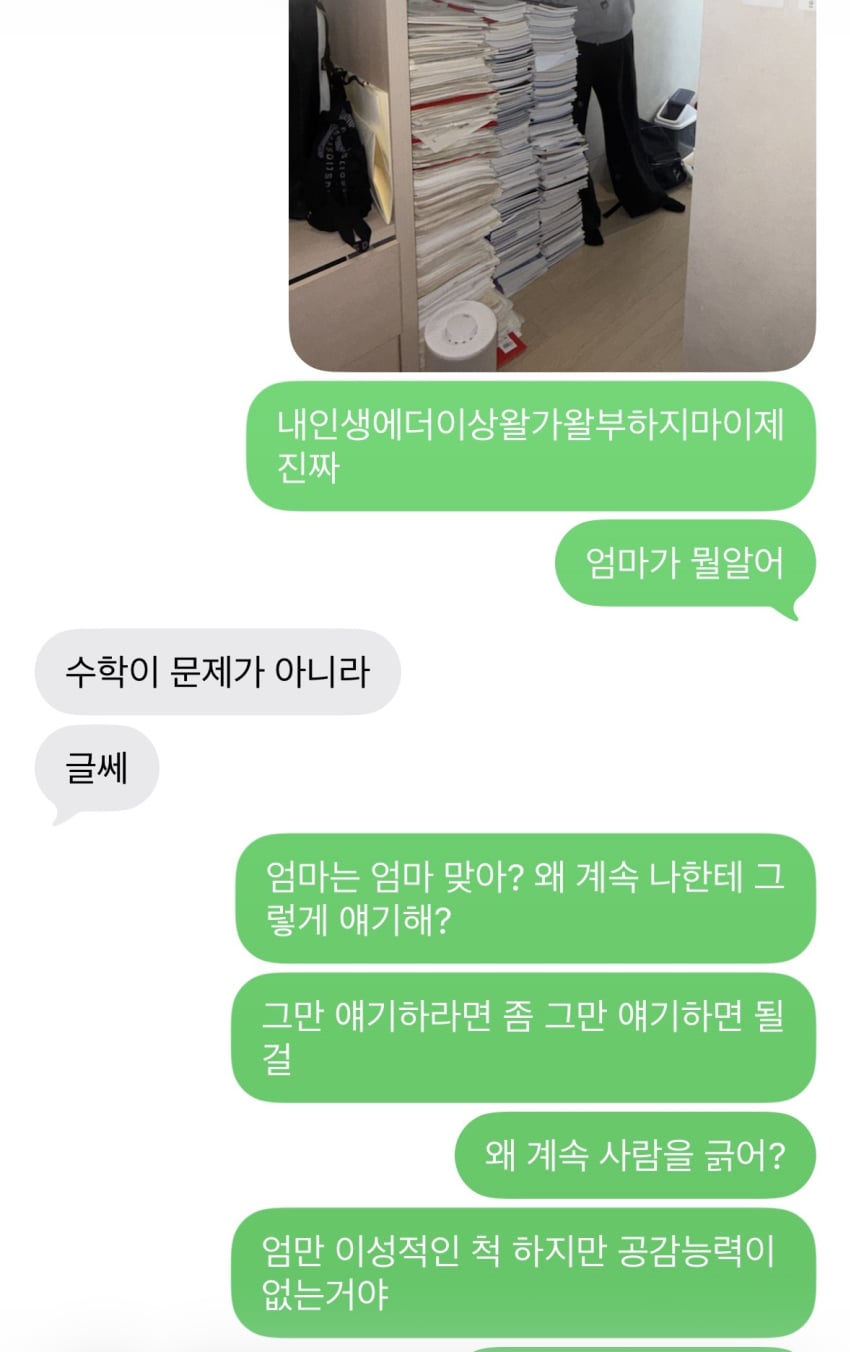 내인생에더이상왈가왈부하지마이제
진짜
엄마가 뭘알어
수학이 문제가 아니라
글쎄
엄마는 엄마 맞아? 왜 계속 나한테 그
렇게 얘기해?
그만 얘기하라면 좀 그만 얘기하면 될
걸
왜 계속 사람을 긁어?
엄만 이성적인 척 하지만 공감능력이
없는거야